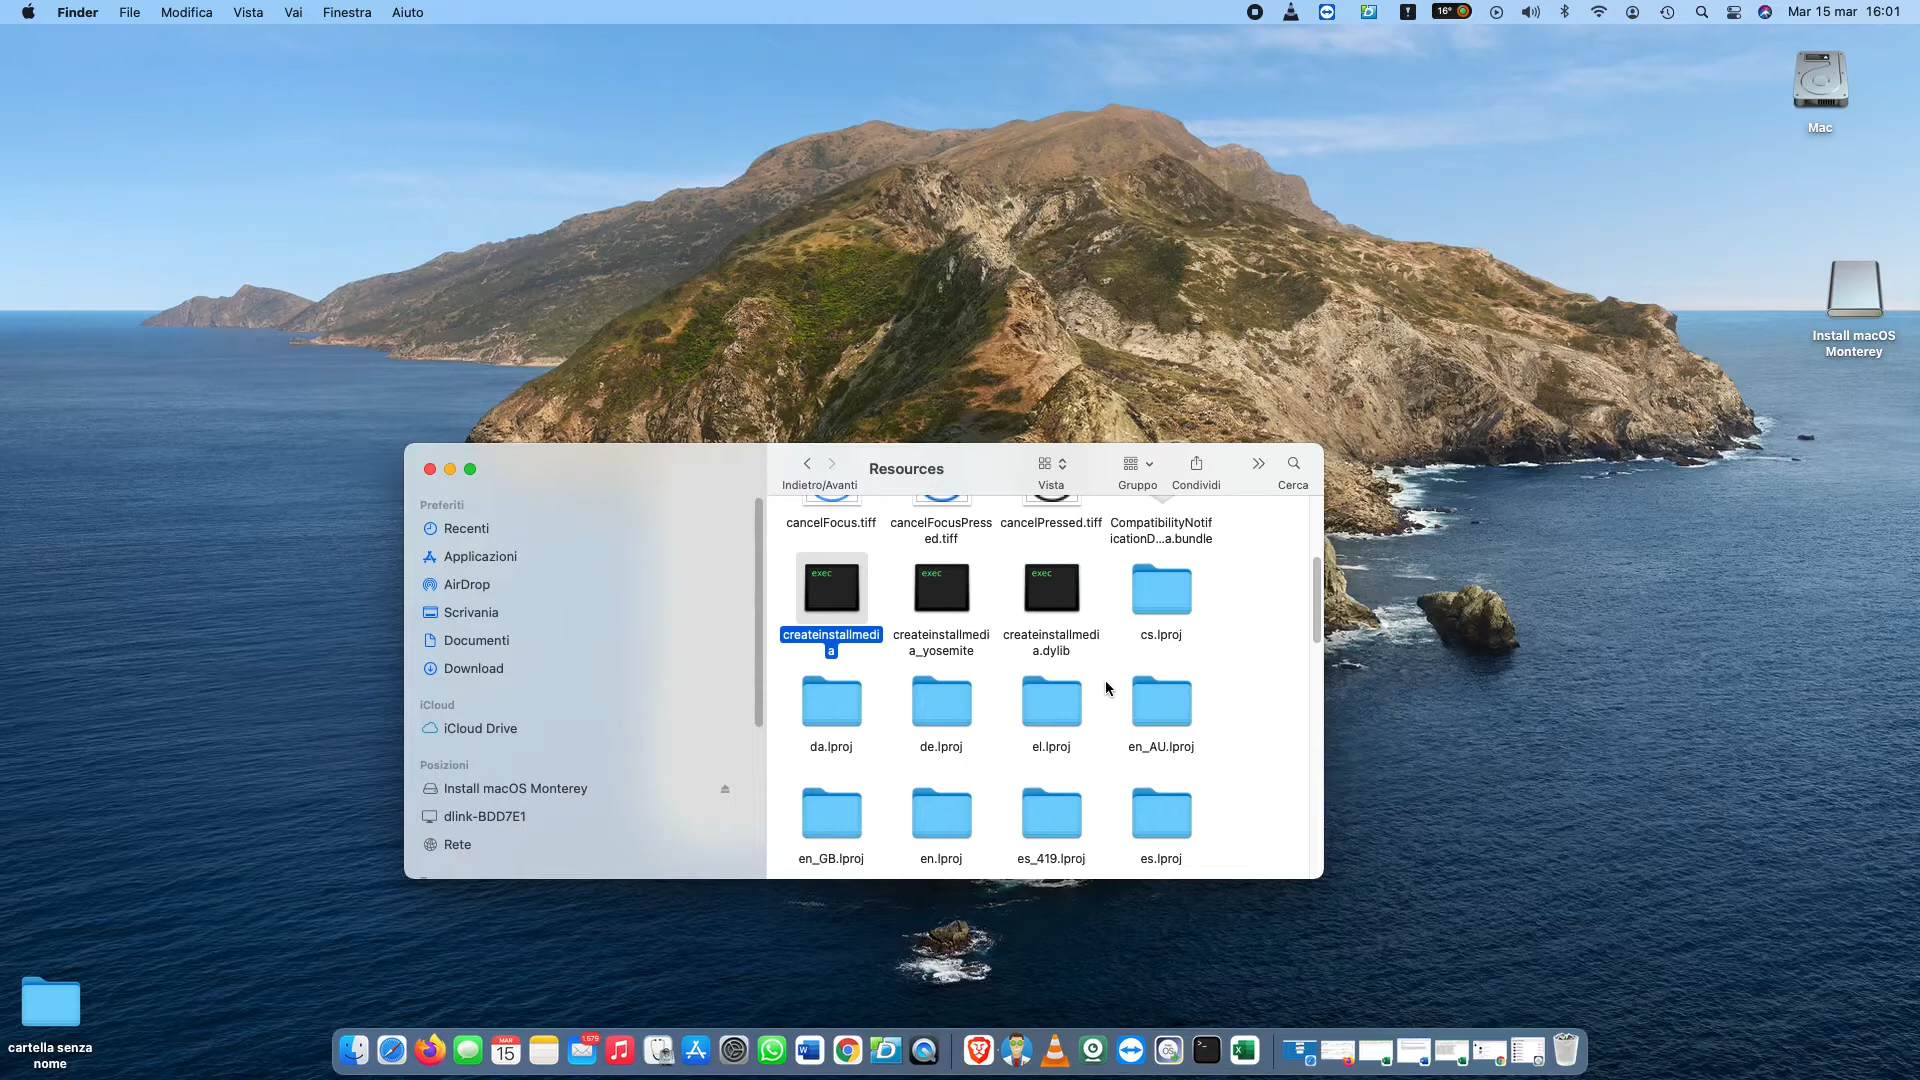 Finder File Modifica Vista Vai Finestra Aiuto
16°
Mar 15 mar 16:01
Mac
Install macOS
Monterey
Resources
Indietro/Avanti
Vista
Gruppo
Condividi
Cerca
Preferiti
Recenti
Applicazioni
AirDrop
Scrivania
Documenti
Download
iCloud
iCloud Drive
Posizioni
Install macOS Monterey
dlink-BDD7E1
Rete
cancelFocus.tiff
cancelFocusPress
ed.tiff
cancelPressed.tiff
CompatibilityNotif
icationD...a.bundle
exec
createinstallmedi
a
exec
createinstallmedi
a_yosemite
exec
createinstallmedi
a.dylib
cs.lproj
da.lproj
de.lproj
el.lproj
en_AU.lproj
en_GB.lproj
en.lproj
es_419.lproj
es.lproj
cartella senza
nome
MAR
15
1.579